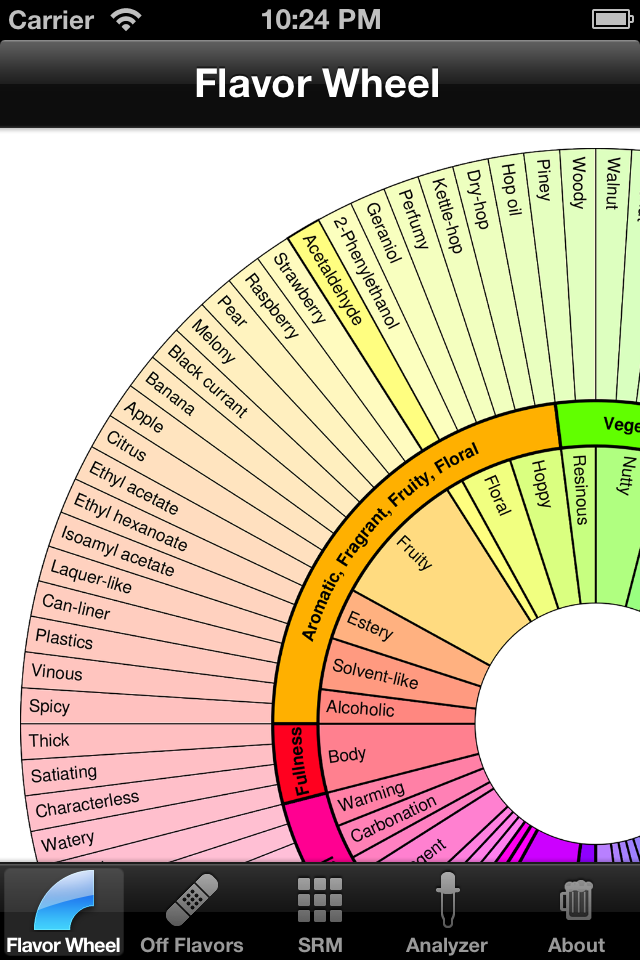 Carrier
10:24 PM
Flavor Wheel
Walnut
Woody
Piney
Hop oil
Dry-hop
Kettle-hop
Perfumy
Geraniol
2-Phenylethanol
Acetaldehyde
Strawberry
Raspberry
Pear
Melony
Black currant
Banana
Apple
Citrus
Ethyl acetate
Ethyl hexanoate
Isoamyl acetate
Laquer-like
Can-liner
Plastics
Vinous
Spicy
Thick
Satiating
Characterless
Watery
Aromatic, Fragrant, Fruity, Floral
Vege
Fullness
Nutty
Resinous
Hoppy
Floral
Fruity
Estery
Solvent-like
Alcoholic
Body
Warming
Carbonation
gent
Flavor Wheel
Off Flavors
SRM
Analyzer
About